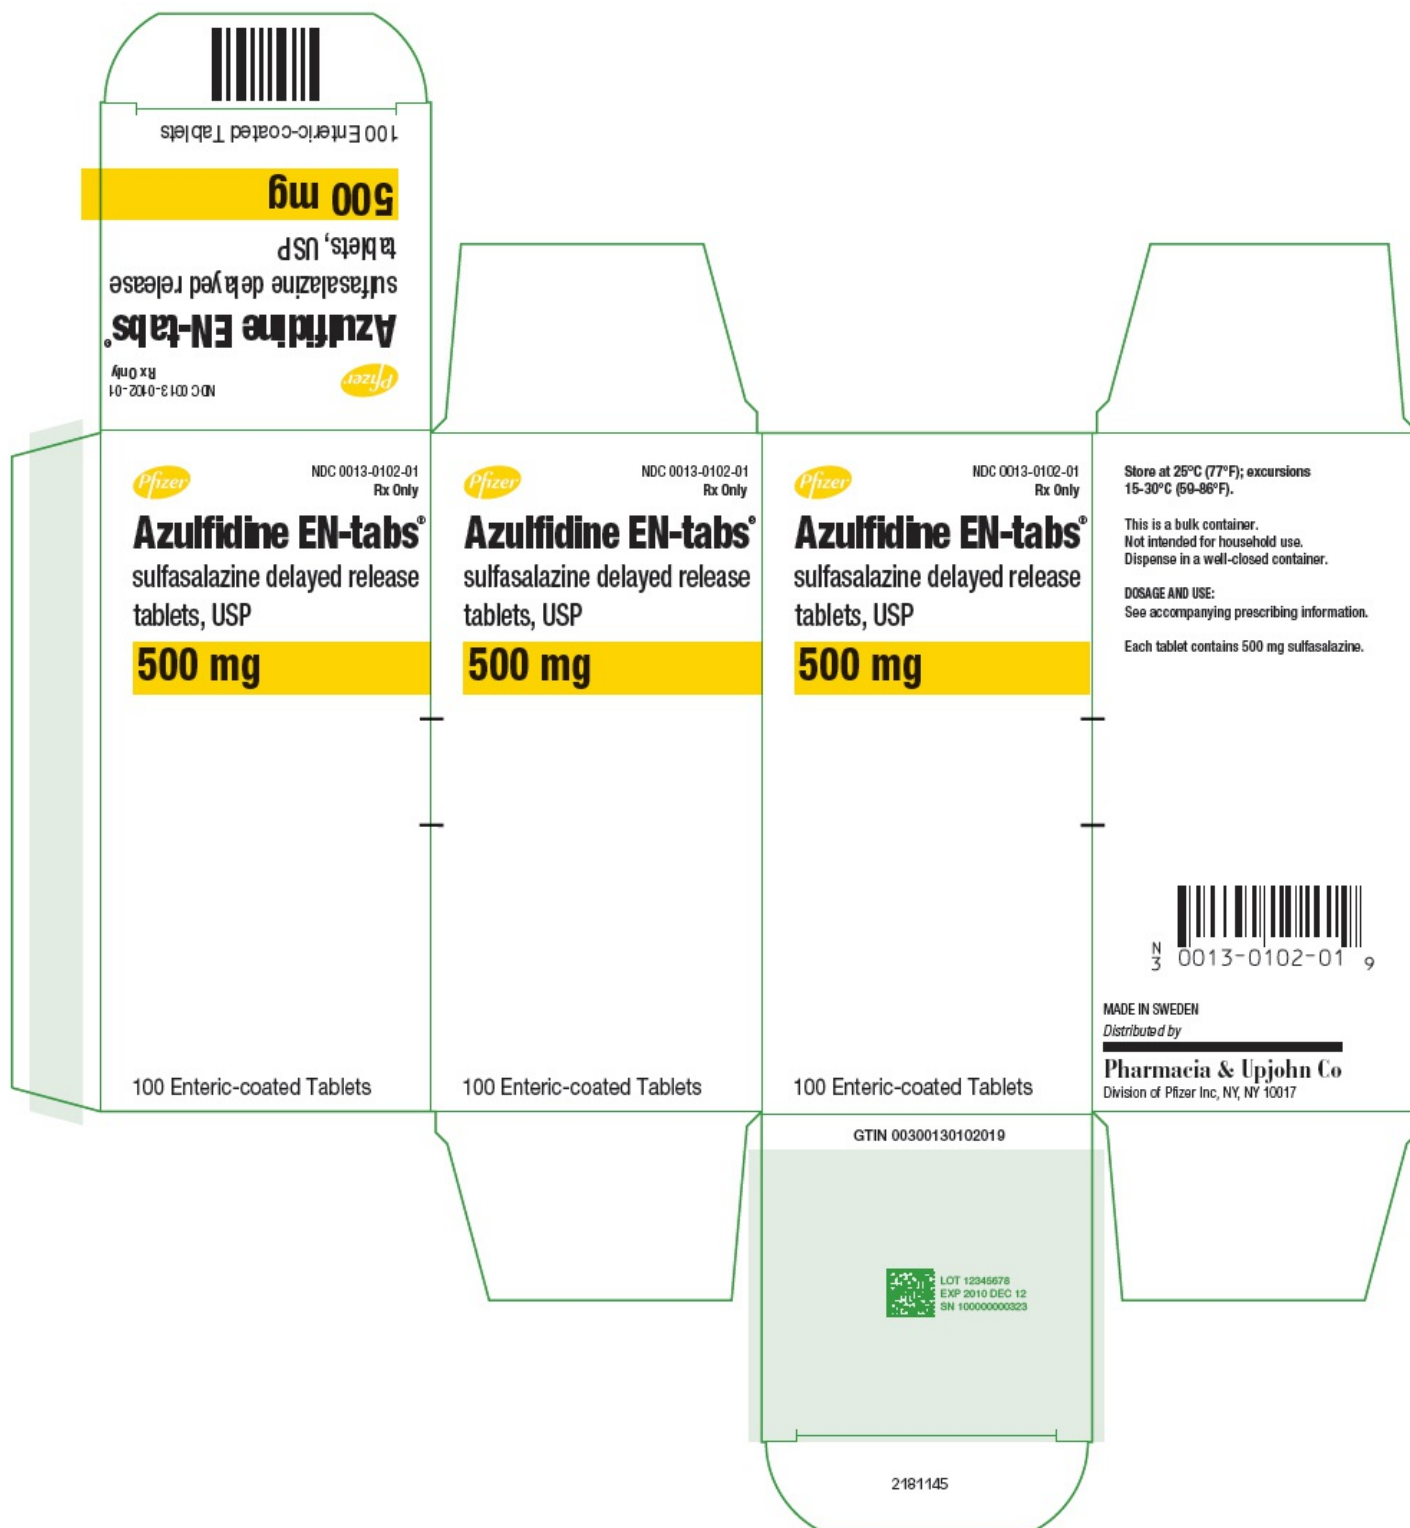 100 Enteric-coated Tablets
500 mg
tablets, USP
sulfasalazine delayed release
Azulfidine EN-tabs®
Pfizer
Rx Only
NDC 0013-0102-01
Pfizer
NDC 0013-0102-01
Rx Only
Azulfidine EN-tabs®
sulfasalazine delayed release
tablets, USP
500 mg
100 Enteric-coated Tablets
Pfizer
NDC 0013-0102-01
Rx Only
Azulfidine EN-tabs®
sulfasalazine delayed release
tablets, USP
500 mg
100 Enteric-coated Tablets
Pfizer
NDC 0013-0102-01
Rx Only
Azulfidine EN-tabs®
sulfasalazine delayed release
tablets, USP
500 mg
100 Enteric-coated Tablets
Store at 25°C (77°F); excursions
15-30°C (59-86°F).
This is a bulk container.
Not intended for household use.
Dispense in a well-closed container.
DOSAGE AND USE:
See accompanying prescribing information.
Each tablet contains 500 mg sulfasalazine.
N
3 0013-0102-01 9
MADE IN SWEDEN
Distributed by
Pharmacia & Upjohn Co
Division of Pfizer Inc, NY, NY 10017
GTIN 00300130102019
LOT 12345678
EXP 2010 DEC 12
SN 100000000323
2181145